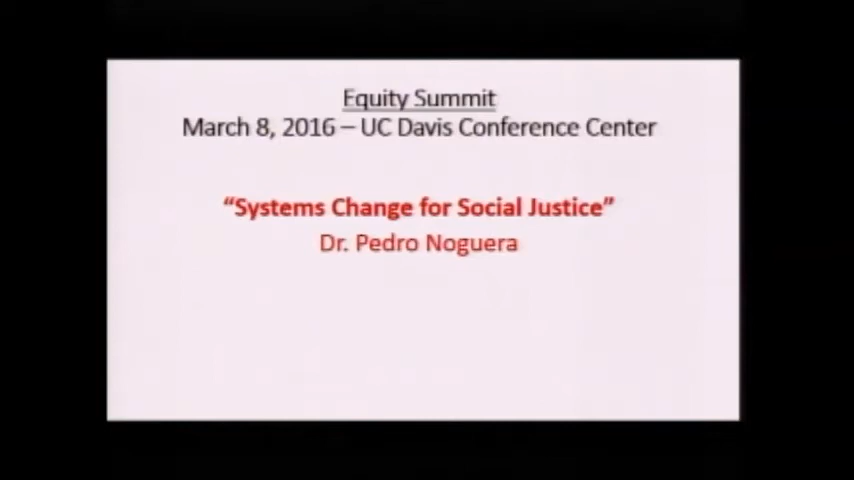 Equity Summit
March 8, 2016 – UC Davis Conference Center
“Systems Change for Social Justice”
Dr. Pedro Noguera